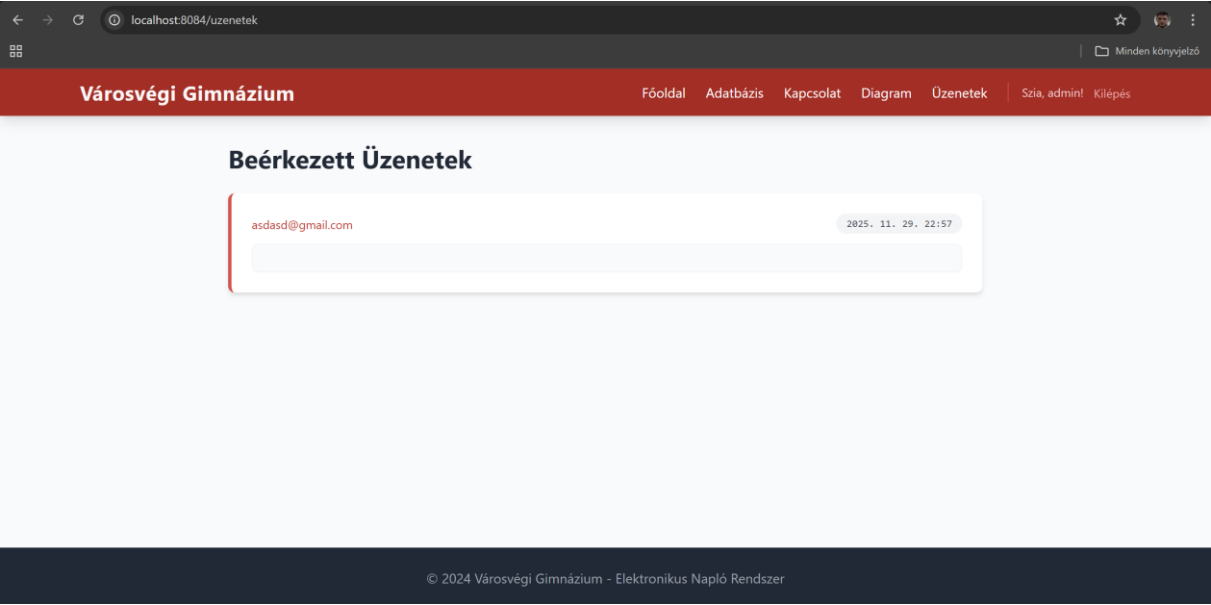 localhost:8084/uzenetek
Minden könyvjelző
Városvégi Gimnázium
Főoldal Adatbázis Kapcsolat Diagram Üzenetek Szia, admin! Kilépés
Beérkezett Üzenetek
asdasd@gmail.com 2025. 11. 29. 22:57
© 2024 Városvégi Gimnázium - Elektronikus Napló Rendszer